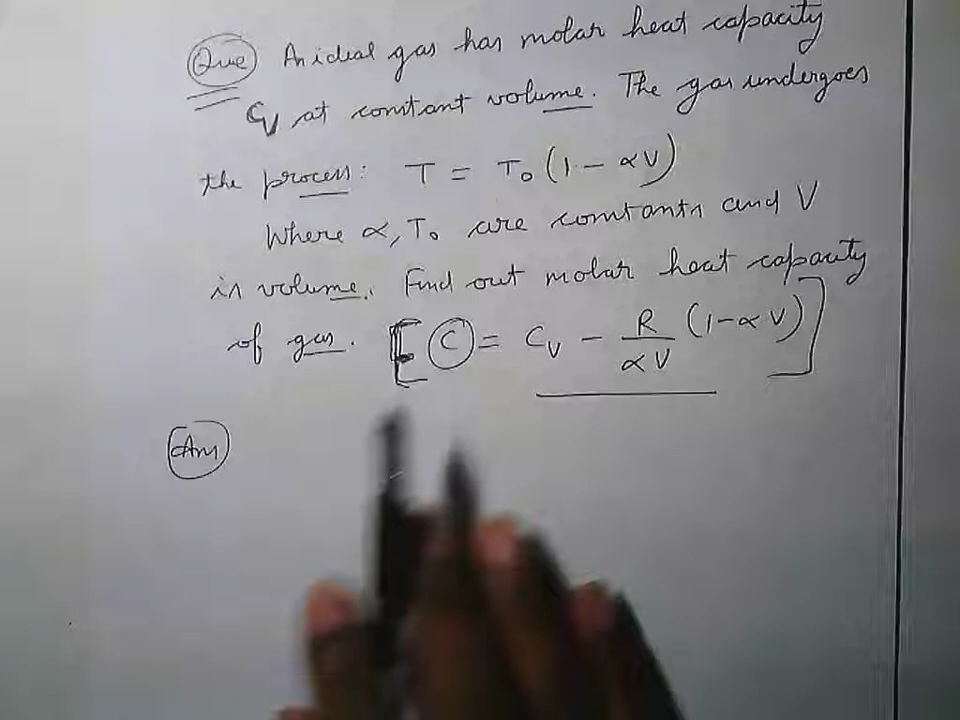 Que An ideal gas has molar heat capacity
Cv at constant volume. The gas undergoes
the process: T = T₀ (1 - αV)
Where α, T₀ are constants and V
is volume. Find out molar heat capacity
of gas. [C = Cv - R/αV (1-αV)]
Ans